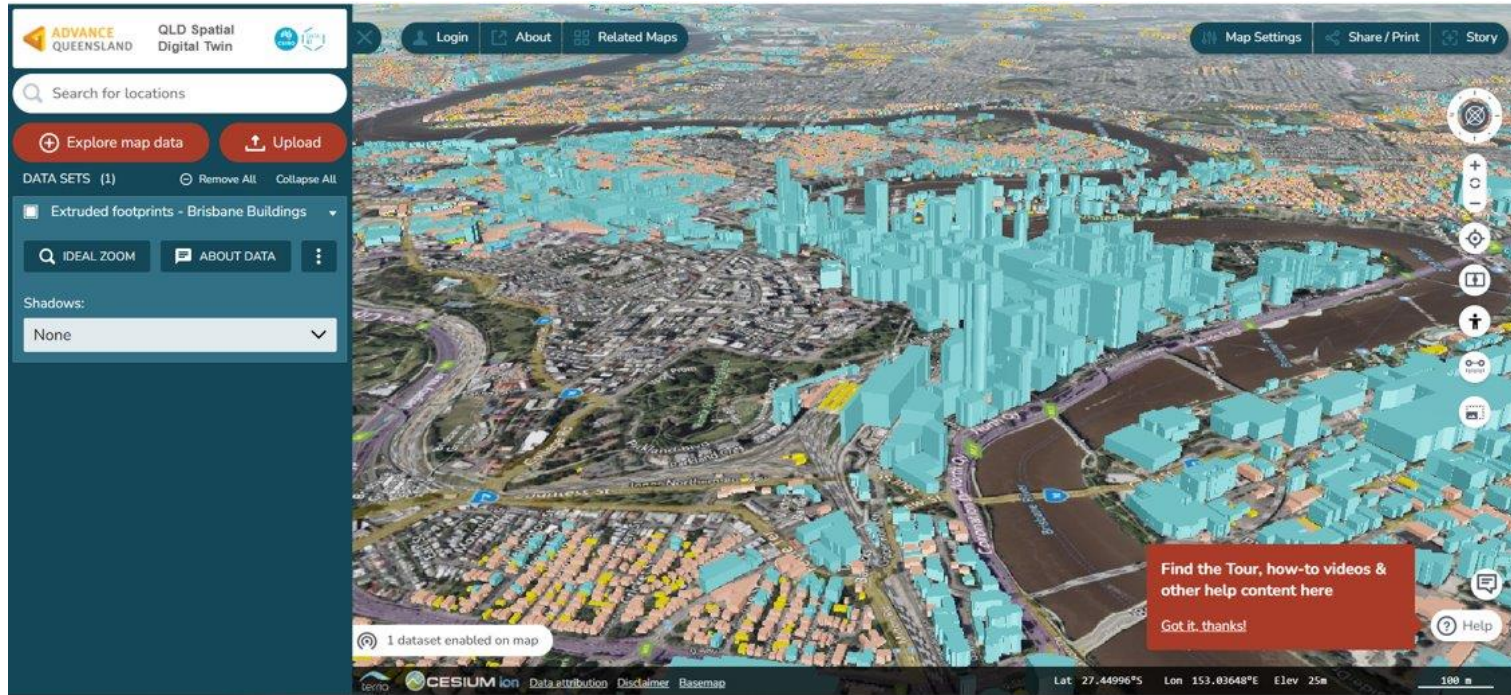 ADVANCE
QUEENSLAND
QLD Spatial
Digital Twin
Login
About
Related Maps
Map Settings
Share / Print
Story
Search for locations
Explore map data
Upload
DATA SETS (1)
Remove All
Collapse All
Extruded footprints - Brisbane Buildings
IDEAL ZOOM
ABOUT DATA
Shadows:
None
Brisbane River
Find the Tour, how-to videos &
other help content here
Got it, thanks!
Help
1 dataset enabled on map
terria
CESIUM ion
Data attribution
Disclaimer
Basemap
Lat 27.44996°S
Lon 153.03648°E
Elev 25m
100 m